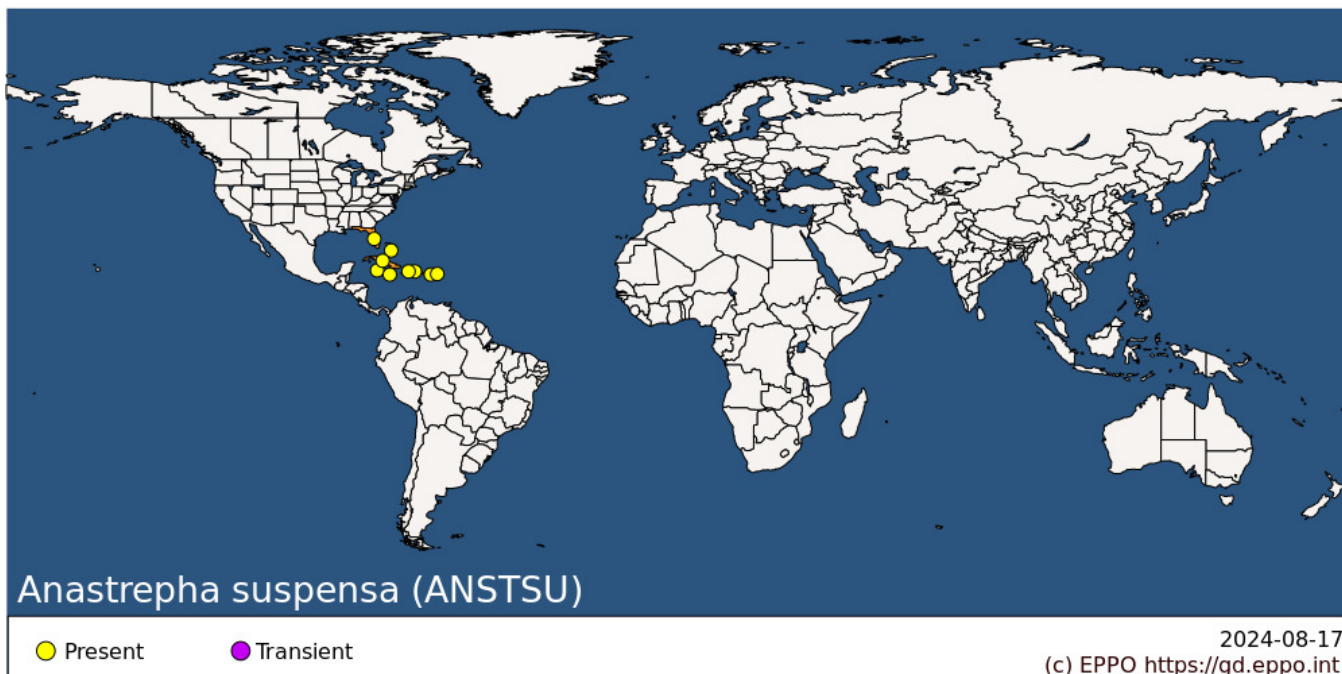 Anastrepha suspensa (ANSTSU)
Present
Transient
2024-08-17
(c) EPPO https://gd.eppo.int